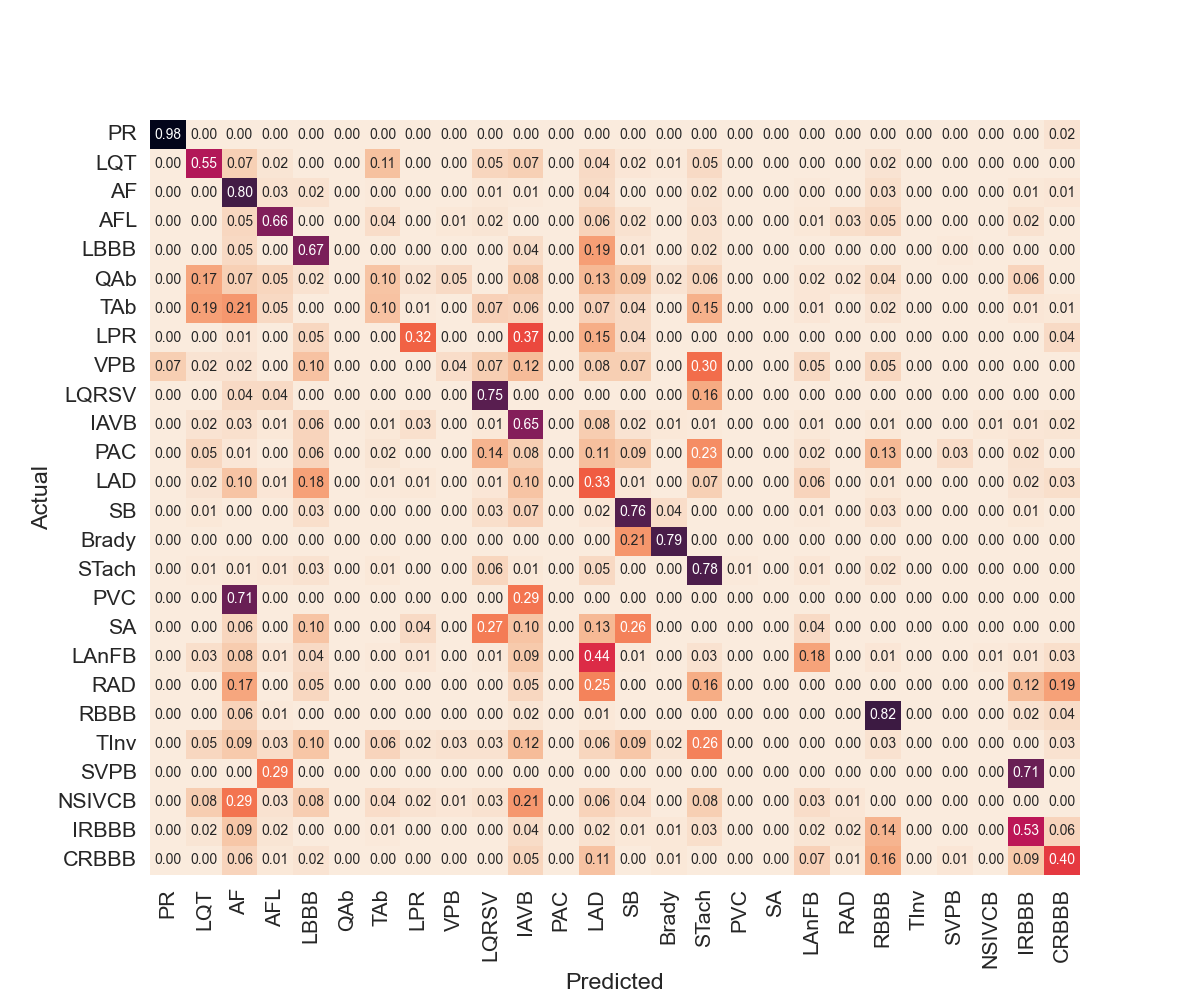 PR 0.98 0.00 0.00 0.00 0.00 0.00 0.00 0.00 0.00 0.00 0.00 0.00 0.00 0.00 0.00 0.00 0.00 0.00 0.00 0.00 0.00 0.00 0.00 0.00 0.00 0.02
LQT 0.00 0.55 0.07 0.02 0.00 0.00 0.11 0.00 0.00 0.05 0.07 0.00 0.04 0.02 0.01 0.05 0.00 0.00 0.00 0.00 0.02 0.00 0.00 0.00 0.00 0.00
AF 0.00 0.00 0.80 0.03 0.02 0.00 0.00 0.00 0.00 0.01 0.01 0.00 0.04 0.00 0.00 0.02 0.00 0.00 0.00 0.00 0.03 0.00 0.00 0.00 0.01 0.01
AFL 0.00 0.00 0.05 0.66 0.00 0.00 0.04 0.00 0.01 0.02 0.00 0.00 0.06 0.02 0.00 0.03 0.00 0.00 0.01 0.03 0.05 0.00 0.00 0.00 0.02 0.00
LBBB 0.00 0.00 0.05 0.00 0.67 0.00 0.00 0.00 0.00 0.00 0.04 0.00 0.19 0.01 0.00 0.02 0.00 0.00 0.00 0.00 0.00 0.00 0.00 0.00 0.00 0.00
QAb 0.00 0.17 0.07 0.05 0.02 0.00 0.10 0.02 0.05 0.00 0.08 0.00 0.13 0.09 0.02 0.06 0.00 0.00 0.02 0.02 0.04 0.00 0.00 0.00 0.06 0.00
TAb 0.00 0.19 0.21 0.05 0.00 0.00 0.10 0.01 0.00 0.07 0.06 0.00 0.07 0.04 0.00 0.15 0.00 0.00 0.01 0.00 0.02 0.00 0.00 0.00 0.01 0.01
LPR 0.00 0.00 0.01 0.00 0.05 0.00 0.00 0.32 0.00 0.00 0.37 0.00 0.15 0.04 0.00 0.00 0.00 0.00 0.00 0.00 0.00 0.00 0.00 0.00 0.00 0.04
VPB 0.07 0.02 0.02 0.00 0.10 0.00 0.00 0.00 0.04 0.07 0.12 0.00 0.08 0.07 0.00 0.30 0.00 0.00 0.05 0.00 0.05 0.00 0.00 0.00 0.00 0.00
LQRSV 0.00 0.00 0.04 0.04 0.00 0.00 0.00 0.00 0.00 0.75 0.00 0.00 0.00 0.00 0.00 0.16 0.00 0.00 0.00 0.00 0.00 0.00 0.00 0.00 0.00 0.00
IAVB 0.00 0.02 0.03 0.01 0.06 0.00 0.01 0.03 0.00 0.01 0.65 0.00 0.08 0.02 0.01 0.01 0.00 0.00 0.01 0.00 0.01 0.00 0.00 0.01 0.01 0.02
PAC 0.00 0.05 0.01 0.00 0.06 0.00 0.02 0.00 0.00 0.14 0.08 0.00 0.11 0.09 0.00 0.23 0.00 0.00 0.02 0.00 0.13 0.00 0.03 0.00 0.02 0.00
LAD 0.00 0.02 0.10 0.01 0.18 0.00 0.01 0.01 0.00 0.01 0.10 0.00 0.33 0.01 0.00 0.07 0.00 0.00 0.06 0.00 0.01 0.00 0.00 0.00 0.02 0.03
SB 0.00 0.01 0.00 0.00 0.03 0.00 0.00 0.00 0.00 0.03 0.07 0.00 0.02 0.76 0.04 0.00 0.00 0.00 0.01 0.00 0.03 0.00 0.00 0.00 0.01 0.00
Brady 0.00 0.00 0.00 0.00 0.00 0.00 0.00 0.00 0.00 0.00 0.00 0.00 0.00 0.21 0.79 0.00 0.00 0.00 0.00 0.00 0.00 0.00 0.00 0.00 0.00 0.00
STach 0.00 0.01 0.01 0.01 0.03 0.00 0.01 0.00 0.00 0.06 0.01 0.00 0.05 0.00 0.00 0.78 0.01 0.00 0.01 0.00 0.02 0.00 0.00 0.00 0.00 0.00
PVC 0.00 0.00 0.71 0.00 0.00 0.00 0.00 0.00 0.00 0.00 0.29 0.00 0.00 0.00 0.00 0.00 0.00 0.00 0.00 0.00 0.00 0.00 0.00 0.00 0.00 0.00
SA 0.00 0.00 0.06 0.00 0.10 0.00 0.00 0.04 0.00 0.27 0.10 0.00 0.13 0.26 0.00 0.00 0.00 0.00 0.04 0.00 0.00 0.00 0.00 0.00 0.00 0.00
LAnFB 0.00 0.03 0.08 0.01 0.04 0.00 0.00 0.01 0.00 0.01 0.09 0.00 0.44 0.01 0.00 0.03 0.00 0.00 0.18 0.00 0.01 0.00 0.00 0.01 0.01 0.03
RAD 0.00 0.00 0.17 0.00 0.05 0.00 0.00 0.00 0.00 0.00 0.05 0.00 0.25 0.00 0.00 0.16 0.00 0.00 0.00 0.00 0.00 0.00 0.00 0.00 0.12 0.19
RBBB 0.00 0.00 0.06 0.01 0.00 0.00 0.00 0.00 0.00 0.00 0.02 0.00 0.01 0.00 0.00 0.00 0.00 0.00 0.00 0.00 0.82 0.00 0.00 0.00 0.02 0.04
TInv 0.00 0.05 0.09 0.03 0.10 0.00 0.06 0.02 0.03 0.03 0.12 0.00 0.06 0.09 0.02 0.26 0.00 0.00 0.00 0.00 0.03 0.00 0.00 0.00 0.00 0.03
SVPB 0.00 0.00 0.00 0.29 0.00 0.00 0.00 0.00 0.00 0.00 0.00 0.00 0.00 0.00 0.00 0.00 0.00 0.00 0.00 0.00 0.00 0.00 0.00 0.00 0.71 0.00
NSIVCB 0.00 0.08 0.29 0.03 0.08 0.00 0.04 0.02 0.01 0.03 0.21 0.00 0.06 0.04 0.00 0.08 0.00 0.00 0.03 0.01 0.00 0.00 0.00 0.00 0.00 0.00
IRBBB 0.00 0.02 0.09 0.02 0.00 0.00 0.01 0.00 0.00 0.00 0.04 0.00 0.02 0.01 0.01 0.03 0.00 0.00 0.02 0.02 0.14 0.00 0.00 0.00 0.53 0.06
CRBBB 0.00 0.00 0.06 0.01 0.02 0.00 0.00 0.00 0.00 0.00 0.05 0.00 0.11 0.00 0.01 0.00 0.00 0.00 0.07 0.01 0.16 0.00 0.01 0.00 0.09 0.40
Actual
PR LQT AF AFL LBBB QAb TAb LPR VPB LQRSV IAVB PAC LAD SB Brady STach PVC SA LAnFB RAD RBBB TInv SVPB NSIVCB IRBBB CRBBB
Predicted